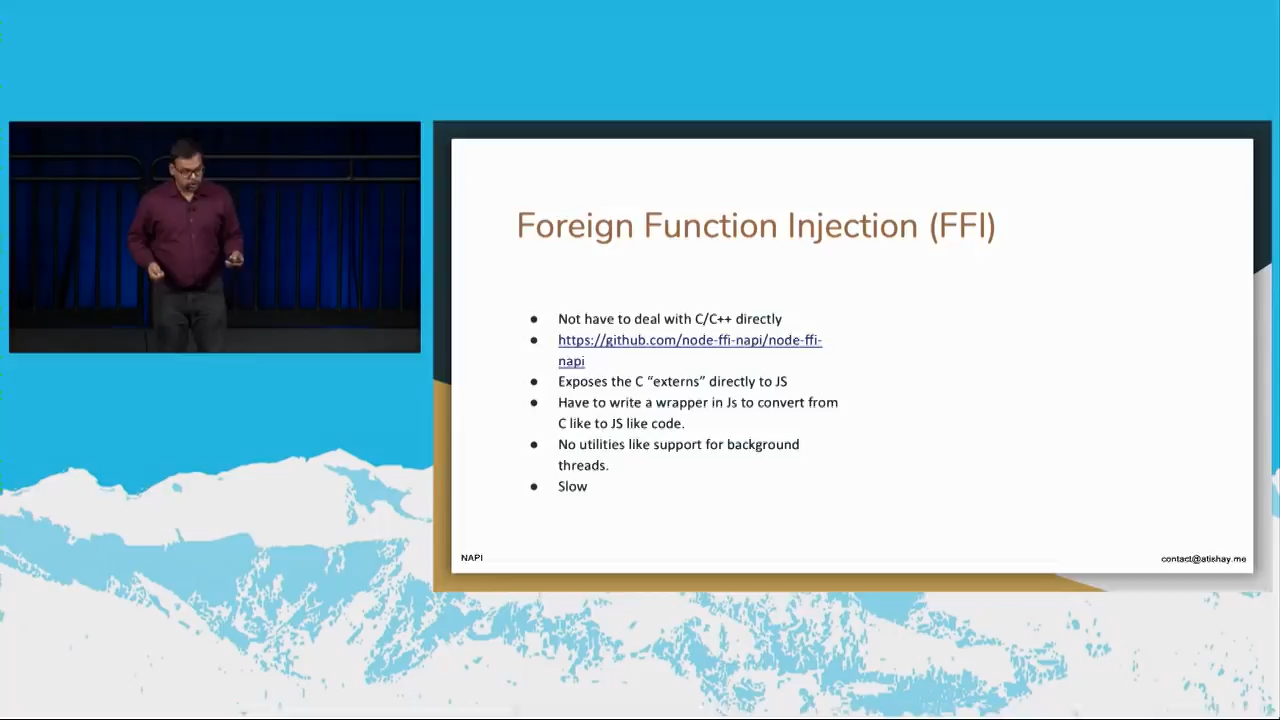 Foreign Function Injection (FFI)
● Not have to deal with C/C++ directly
● https://github.com/node-ffi-napi/node-ffi-
napi
● Exposes the C “externs” directly to JS
● Have to write a wrapper in Js to convert from
C like to JS like code.
● No utilities like support for background
threads.
● Slow
NAPI
contact@atishay.me